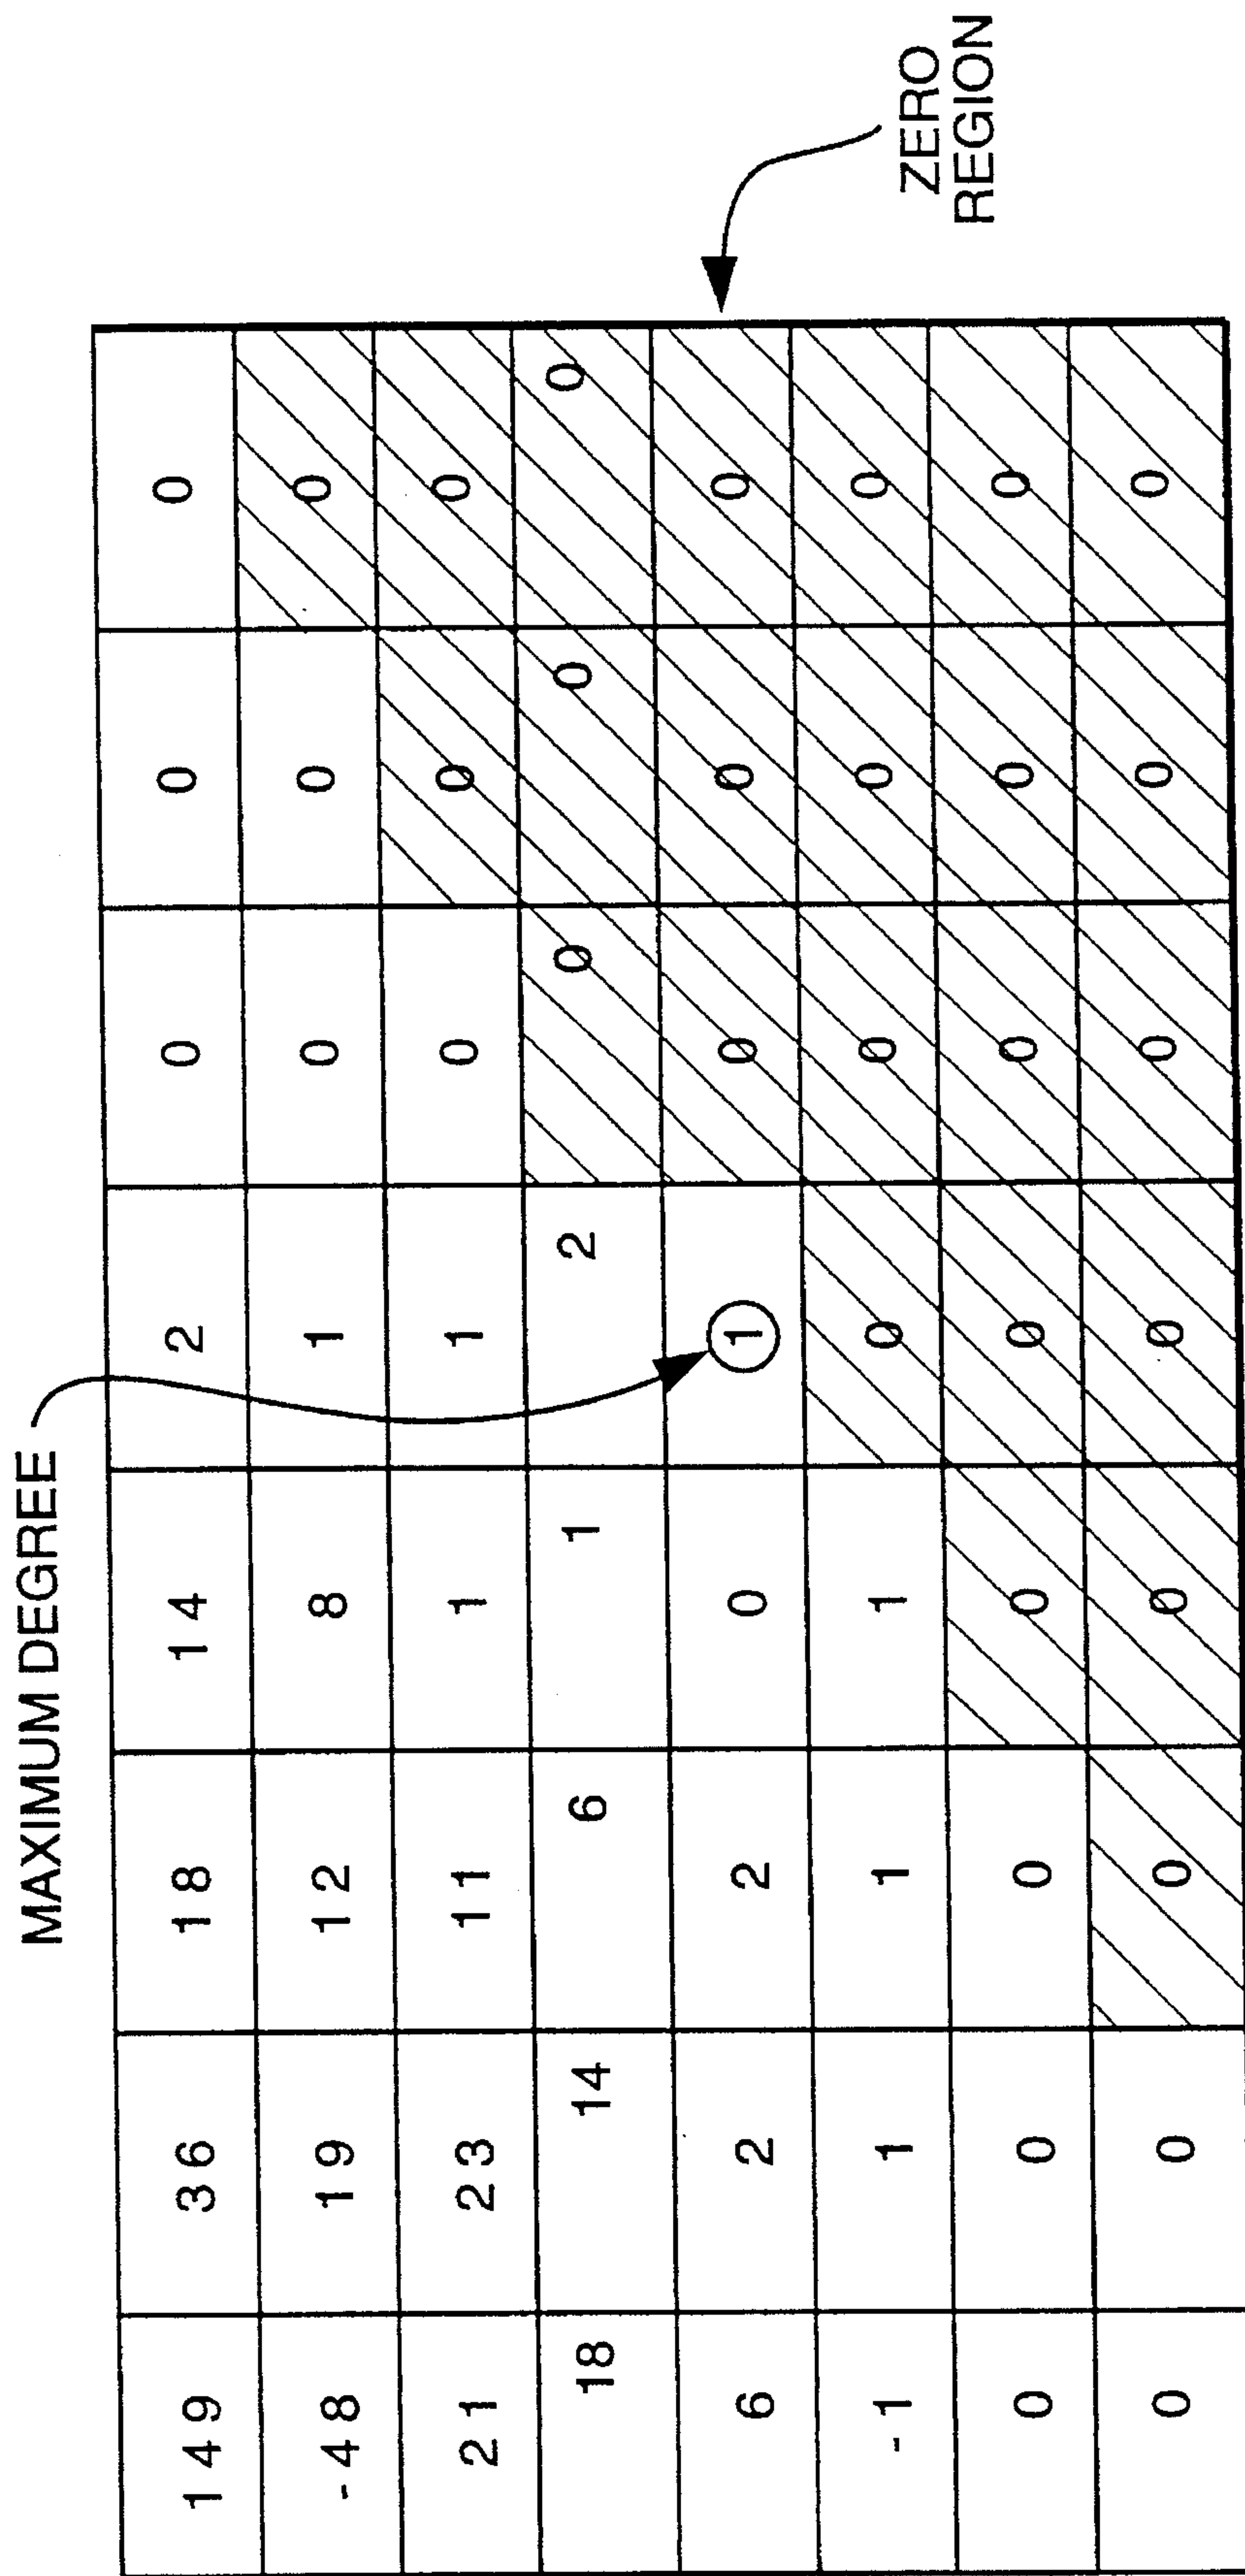 MAXIMUM DEGREE
149 36 18 14 2 0 0 0
-48 19 12 8 1 0 0 0
21 23 11 1 1 0 0 0
18 14 6 1 2 0 0 0
6 2 2 0 1 0 0 0
-1 1 1 1 0 0 0 0
0 0 0 0 0 0 0 0
0 0 0 0 0 0 0 0
ZERO
REGION